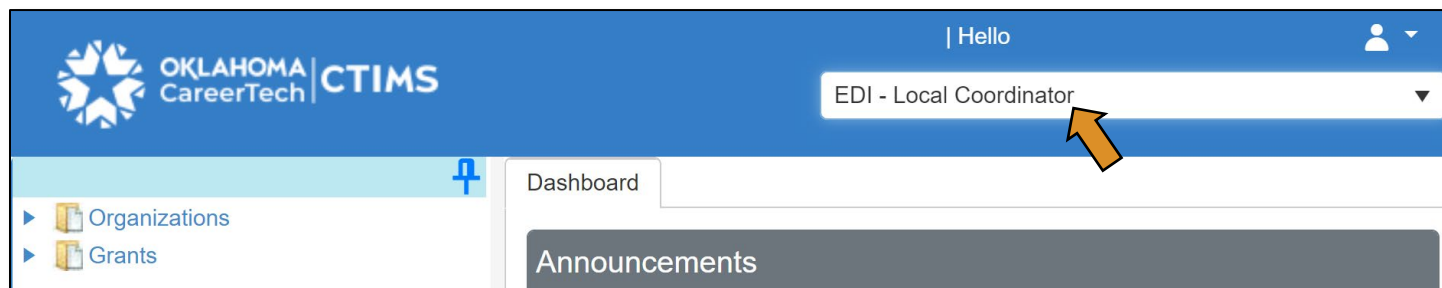 | Hello
OKLAHOMA
CareerTech
CTIMS
EDI - Local Coordinator
Dashboard
Organizations
Grants
Announcements